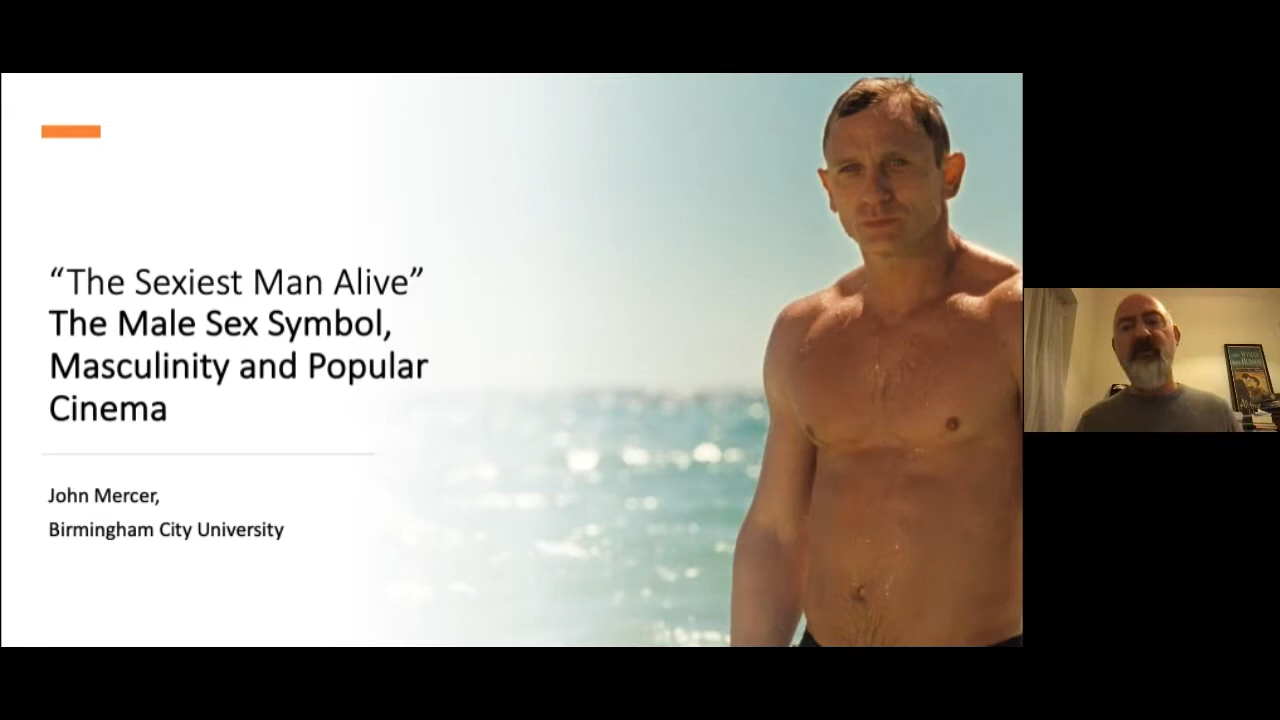 “The Sexiest Man Alive”
The Male Sex Symbol,
Masculinity and Popular
Cinema
John Mercer,
Birmingham City University